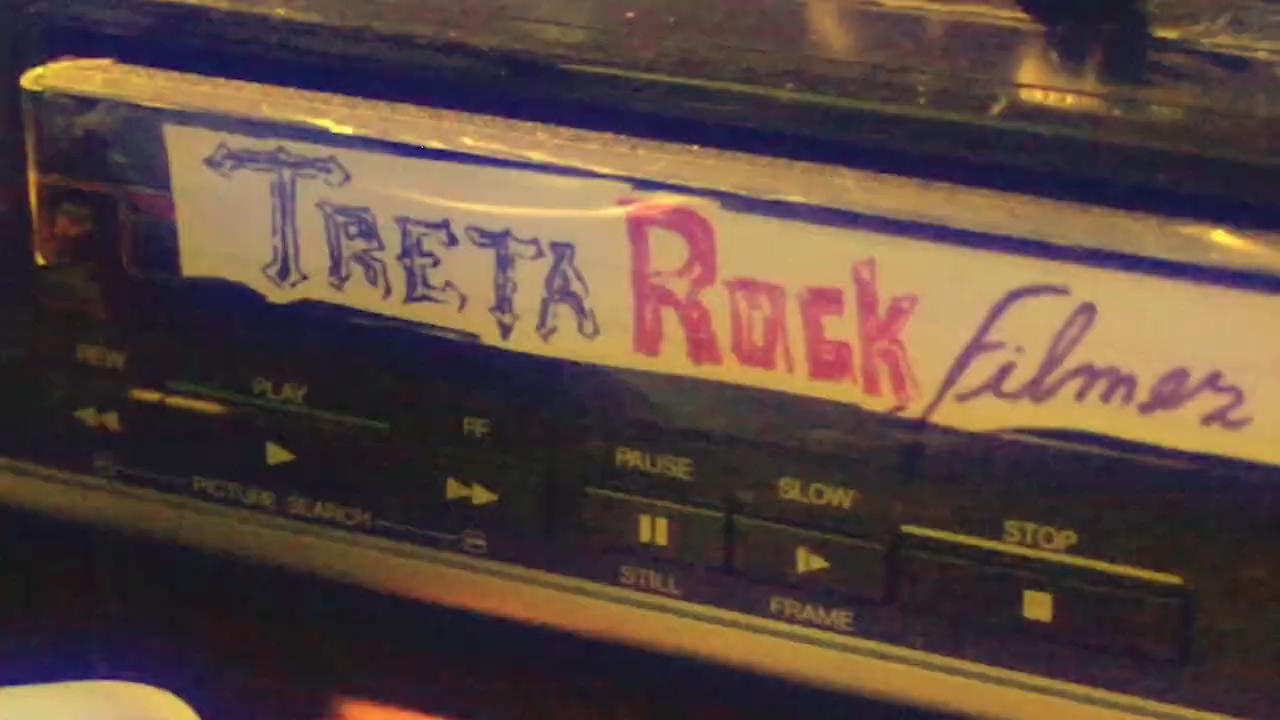 TRETA Rock Filmes
REW
PLAY
FF
PICTURE SEARCH
PAUSE
SLOW
STOP
STILL
FRAME